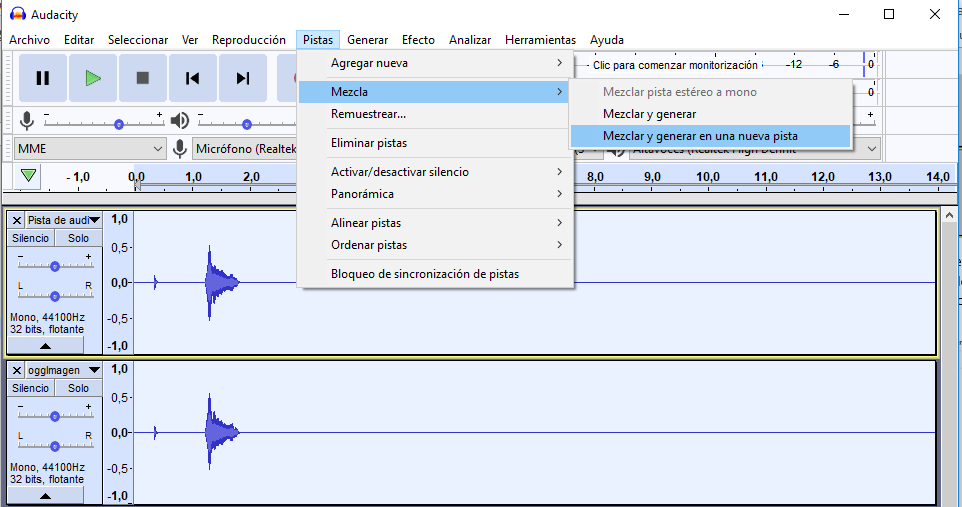 Audacity
Archivo Editar Seleccionar Ver Reproducción Pistas Generar Efecto Analizar Herramientas Ayuda
Agregar nueva
Clic para comenzar monitorización -12 -6 0
Mezcla
Mezclar pista estéreo a mono
0
Remuestrear...
Mezclar y generar
Eliminar pistas
Mezclar y generar en una nueva pista
MME
Micrófono (Realtek
Altavoces (Realtek High Definit
Activar/desactivar silencio
- 1,0 0,0 1,0 2,0 8,0 9,0 10,0 11,0 12,0 13,0 14,0
Panorámica
Alinear pistas
Ordenar pistas
Bloqueo de sincronización de pistas
Pista de audi
Silencio Solo
- +
L R
Mono, 44100Hz
32 bits, flotante
1,0
0,5-
0,0-
-0,5-
-1,0
oggImagen
Silencio Solo
- +
L R
Mono, 44100Hz
32 bits, flotante
1,0
0,5-
0,0-
-0,5-
-1,0